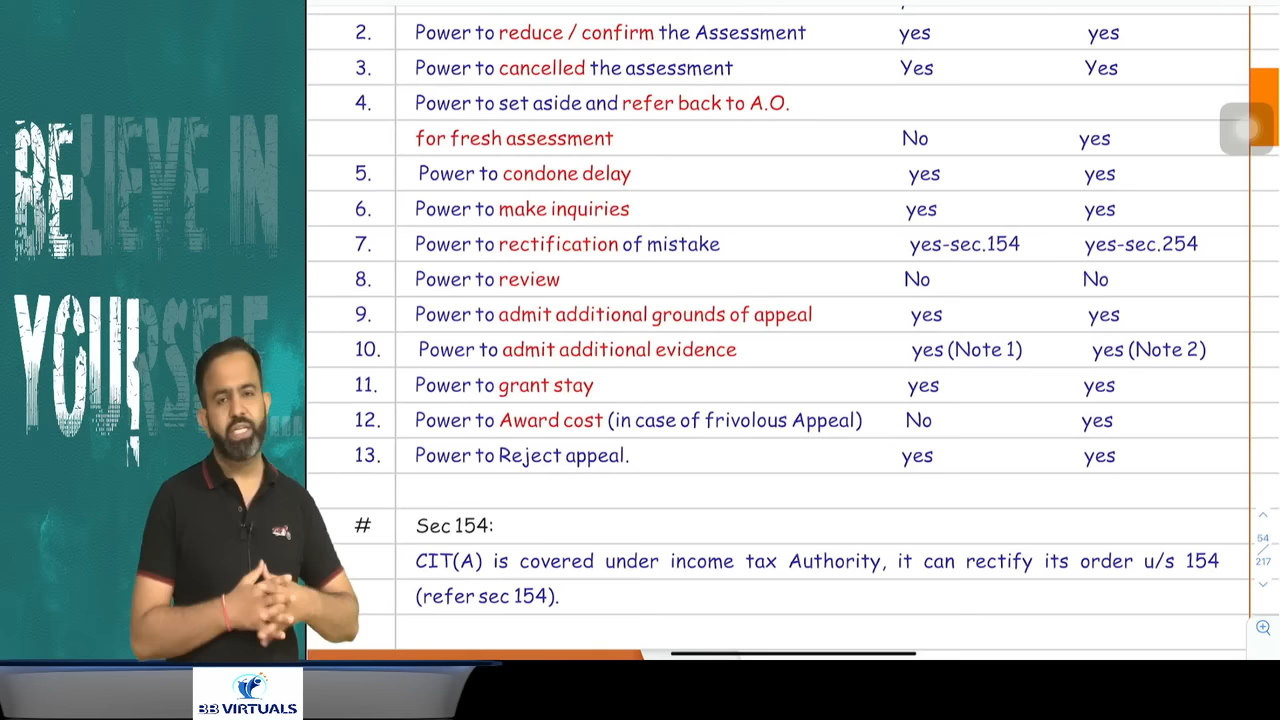 BELIEVE IN
2. Power to reduce / confirm the Assessment yes yes
3. Power to cancelled the assessment Yes Yes
4. Power to set aside and refer back to A.O.
for fresh assessment No yes
5. Power to condone delay yes yes
6. Power to make inquiries yes yes
7. Power to rectification of mistake yes-sec.154 yes-sec.254
8. Power to review No No
9. Power to admit additional grounds of appeal yes yes
10. Power to admit additional evidence yes (Note 1) yes (Note 2)
11. Power to grant stay yes yes
12. Power to Award cost (in case of frivolous Appeal) No yes
13. Power to Reject appeal. yes yes
# Sec 154:
CIT(A) is covered under income tax Authority, it can rectify its order u/s 154
(refer sec 154).
54
217
YOURSELF...
BB VIRTUALS